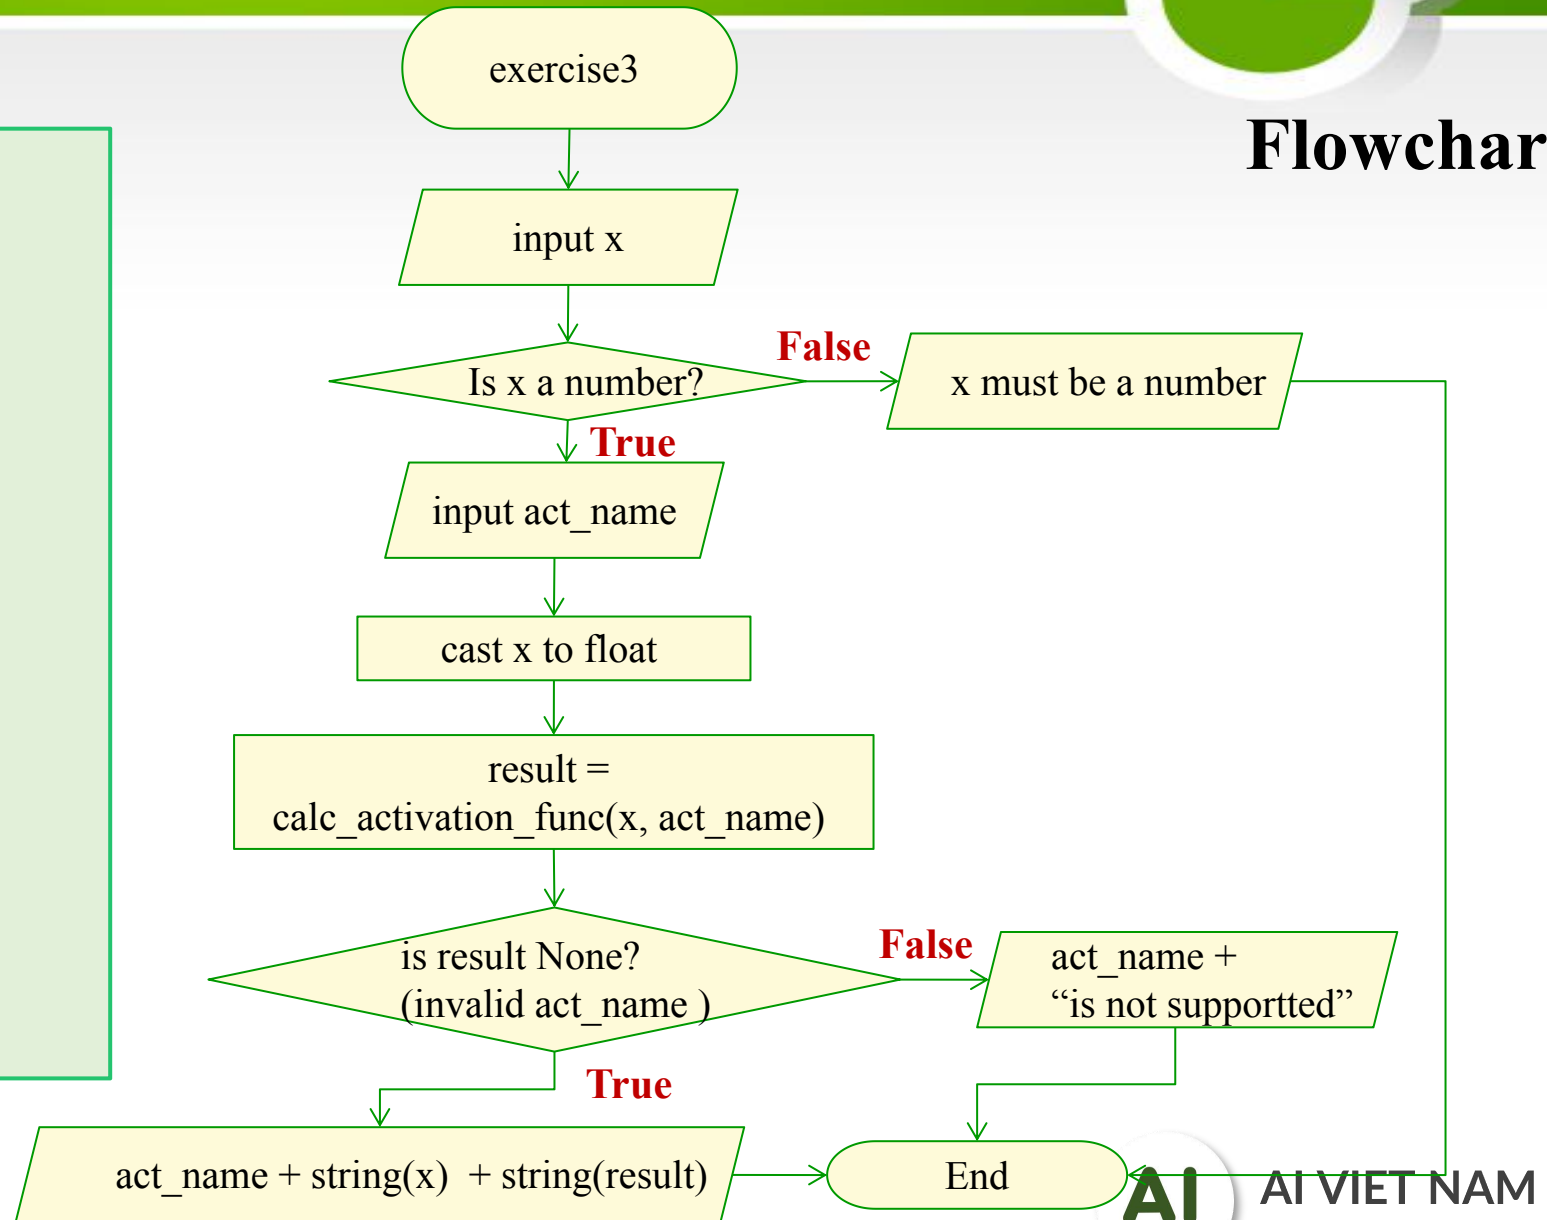 exercise3
Flowchar
input x
False
Is x a number?
x must be a number
True
input act_name
cast x to float
result =
calc_activation_func(x, act_name)
is result None?
(invalid act_name )
False
act_name +
“is not supportted”
True
act_name + string(x) + string(result)
End
AI
AI VIET NAM